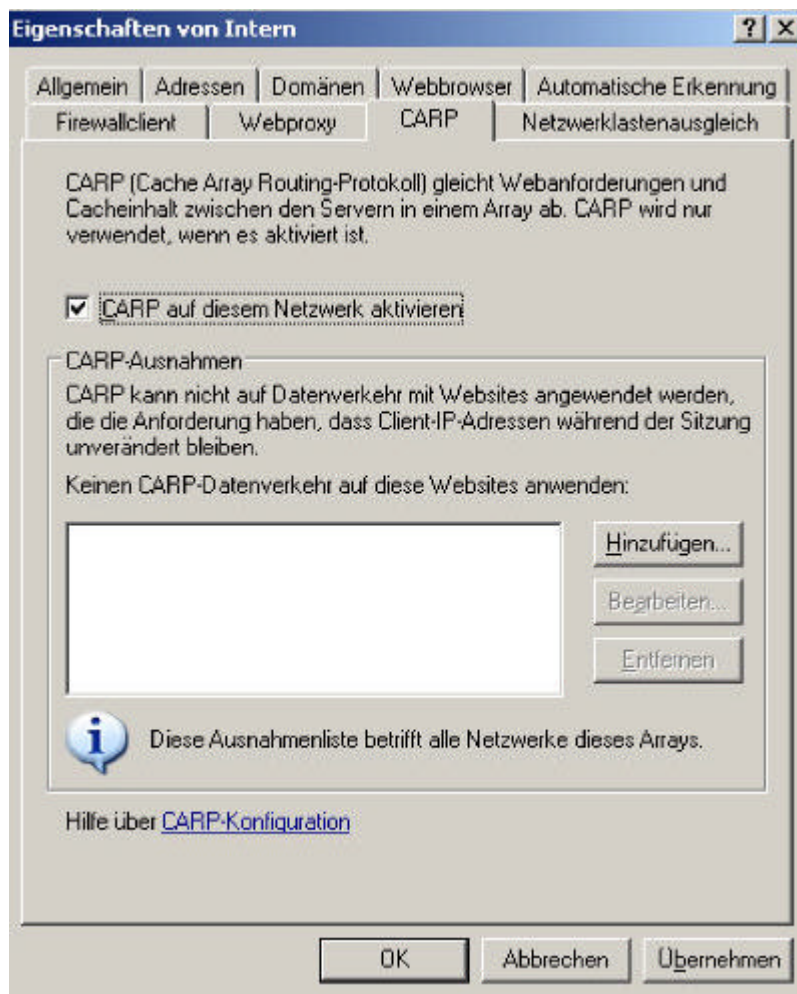 Eigenschaften von Intern
Allgemein Adressen Domänen Webbrowser Automatische Erkennung
Firewallclient Webproxy CARP Netzwerklastenausgleich
CARP (Cache Array Routing-Protokoll) gleicht Webanforderungen und
Cacheinhalt zwischen den Servern in einem Array ab. CARP wird nur
verwendet, wenn es aktiviert ist.
CARP auf diesem Netzwerk aktivieren
CARP-Ausnahmen
CARP kann nicht auf Datenverkehr mit Websites angewendet werden,
die die Anforderung haben, dass Client-IP-Adressen während der Sitzung
unverändert bleiben.
Keinen CARP-Datenverkehr auf diese Websites anwenden:
Hinzufügen...
Bearbeiten...
Entfernen
Diese Ausnahmenliste betrifft alle Netzwerke dieses Arrays.
Hilfe über CARP-Konfiguration
OK Abbrechen Übernehmen